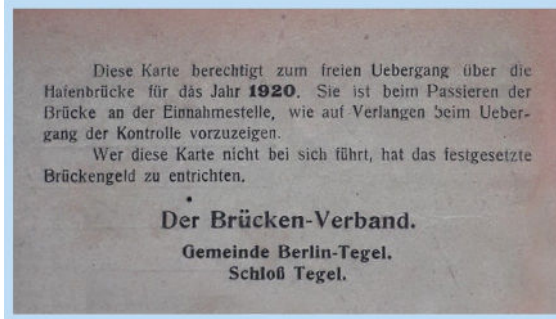 Diese Karte berechtigt zum freien Uebergang über die
Hafenbrücke für das Jahr 1920. Sie ist beim Passieren der
Brücke an der Einnahmestelle, wie auf Verlangen beim Ueber-
gang der Kontrolle vorzuzeigen.
Wer diese Karte nicht bei sich führt, hat das festgesetzte
Brückengeld zu entrichten.
Der Brücken-Verband.
Gemeinde Berlin-Tegel.
Schloß Tegel.